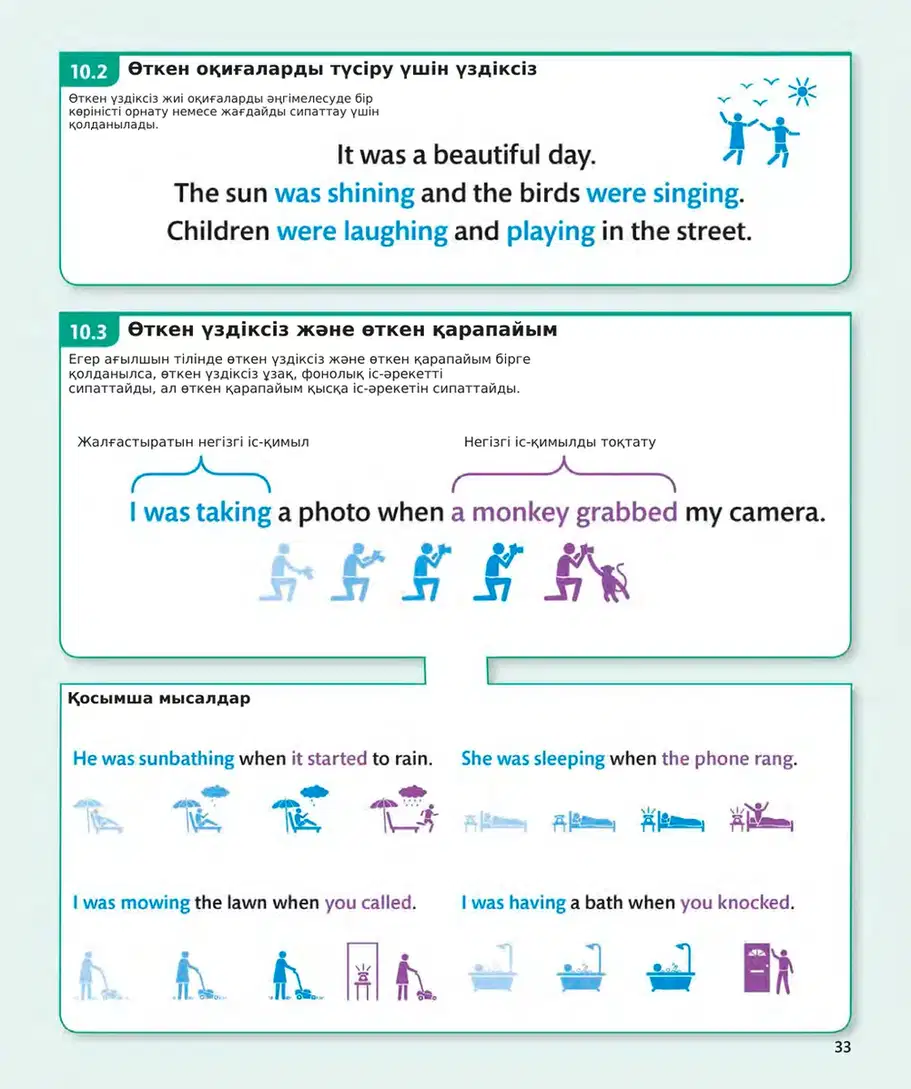 10.2 Өткен оқиғаларды түсіру үшін үздіксіз
Өткен үздіксіз жиі оқиғаларды әңгімелесуде бір
көріністі орнату немесе жағдайды сипаттау үшін
қолданылады.
It was a beautiful day.
The sun was shining and the birds were singing.
Children were laughing and playing in the street.
10.3 Өткен үздіксіз және өткен қарапайым
Егер ағылшын тілінде өткен үздіксіз және өткен қарапайым бірге
қолданылса, өткен үздіксіз ұзақ, фонолық іс-әрекетті
сипаттайды, ал өткен қарапайым қысқа іс-әрекетін сипаттайды.
Жалғастыратын негізгі іс-қимыл
Негізгі іс-қимылды тоқтату
I was taking a photo when a monkey grabbed my camera.
Қосымша мысалдар
He was sunbathing when it started to rain.
She was sleeping when the phone rang.
I was mowing the lawn when you called.
I was having a bath when you knocked.
33